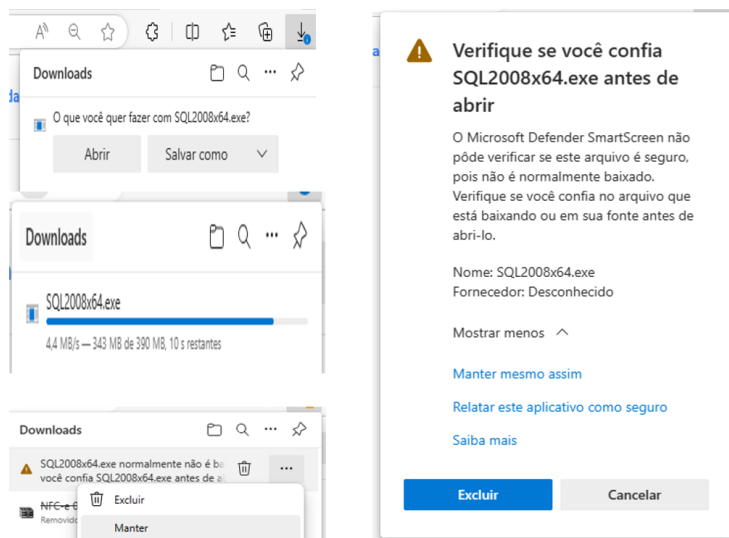 Downloads
O que você quer fazer com SQL2008x64.exe?
Abrir
Salvar como
Downloads
SQL2008x64.exe
4,4 MB/s — 343 MB de 390 MB, 10 s restantes
Downloads
SQL2008x64.exe normalmente não é ba
você confia SQL2008x64.exe antes de a
NFC-e
Removido
Excluir
Manter
Verifique se você confia
SQL2008x64.exe antes de
abrir
O Microsoft Defender SmartScreen não
pôde verificar se este arquivo é seguro,
pois não é normalmente baixado.
Verifique se você confia no arquivo que
está baixando ou em sua fonte antes de
abri-lo.
Nome: SQL2008x64.exe
Fornecedor: Desconhecido
Mostrar menos
Manter mesmo assim
Relatar este aplicativo como seguro
Saiba mais
Excluir
Cancelar